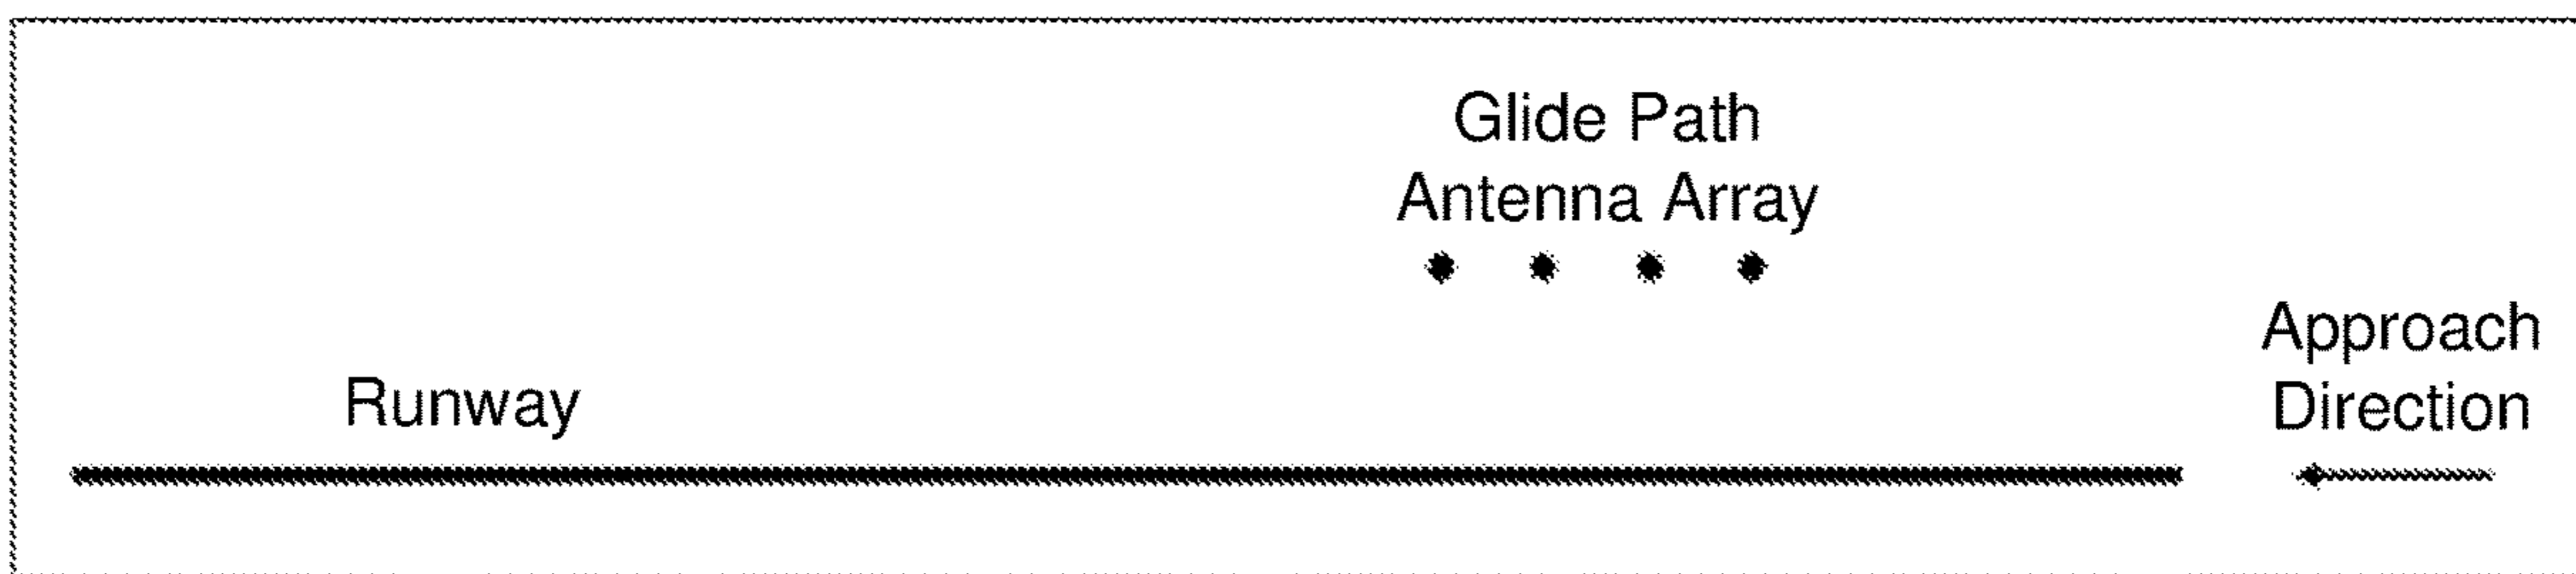 Glide Path
Antenna Array
Approach
Direction
Runway